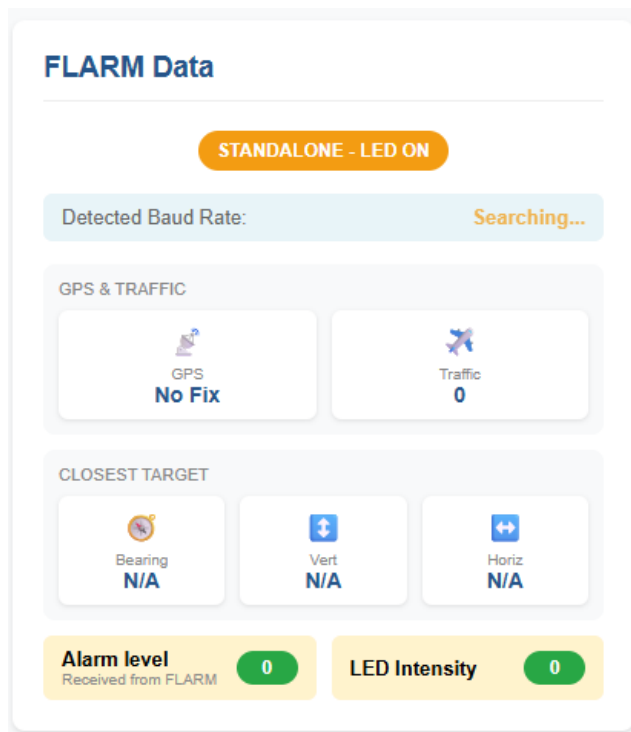 FLARM Data
STANDALONE - LED ON
Detected Baud Rate: Searching...
GPS & TRAFFIC
GPS
No Fix
Traffic
0
CLOSEST TARGET
Bearing
N/A
Vert
N/A
Horiz
N/A
Alarm level
Received from FLARM
0
LED Intensity
0